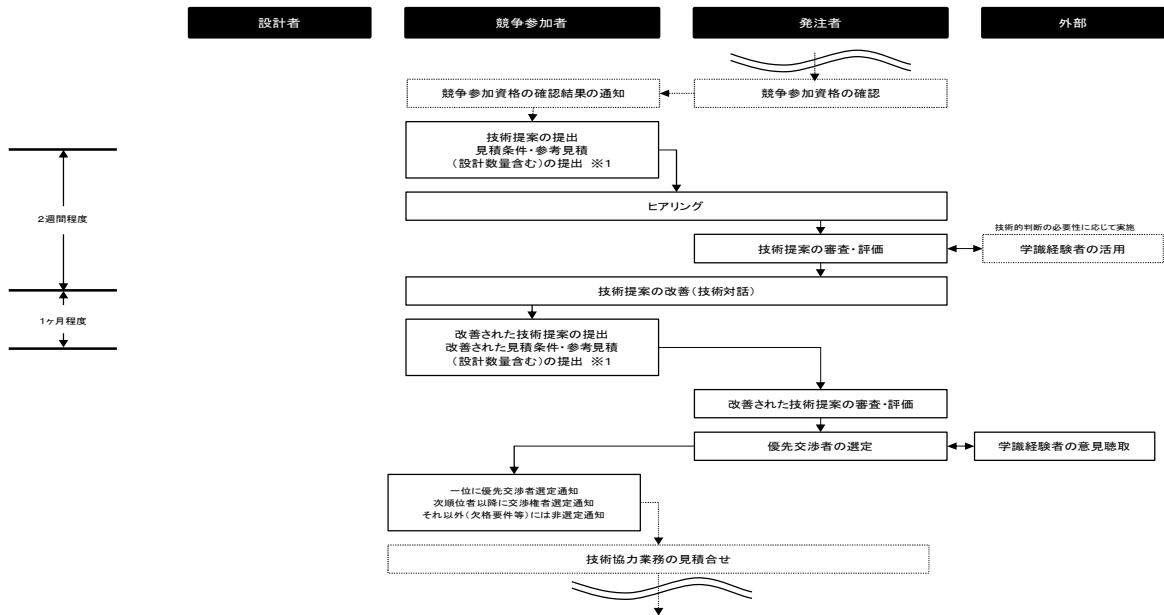 設計者
競争参加者
発注者
外部
競争参加資格の確認結果の通知
競争参加資格の確認
技術提案の提出
見積条件・参考見積
(設計数量含む)の提出 ※1
2週間程度
ヒアリング
技術的判断の必要性に応じて実施
技術提案の審査・評価
学識経験者の活用
技術提案の改善(技術対話)
1ヶ月程度
改善された技術提案の提出
改善された見積条件・参考見積
(設計数量含む)の提出 ※1
改善された技術提案の審査・評価
優先交渉者の選定
学識経験者の意見聴取
一位に優先交渉者選定通知
次順位者以降に交渉権者選定通知
それ以外(欠格要件等)には非選定通知
技術協力業務の見積合せ